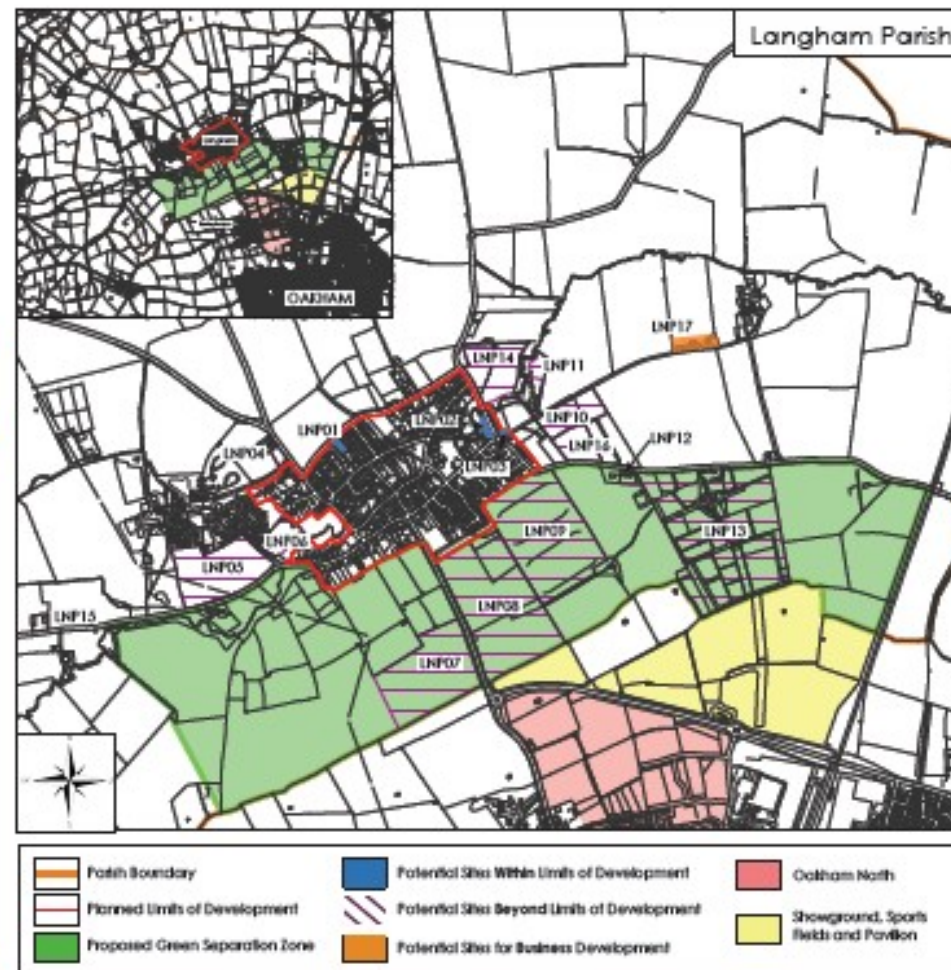 Langham Parish
OAKHAM
LNP17
LNP14
LNP11
LNP02
LNP10
LNP01
LNP16
LNP12
LNP04
LNP03
LNP09
LNP13
LNP06
LNP05
LNP08
LNP15
LNP07
Parish Boundary
Planned Limits of Development
Proposed Green Separation Zone
Potential Sites Within Limits of Development
Potential Sites Beyond Limits of Development
Potential Sites for Business Development
Oakham North
Showground, Sports
Fields and Pavilion